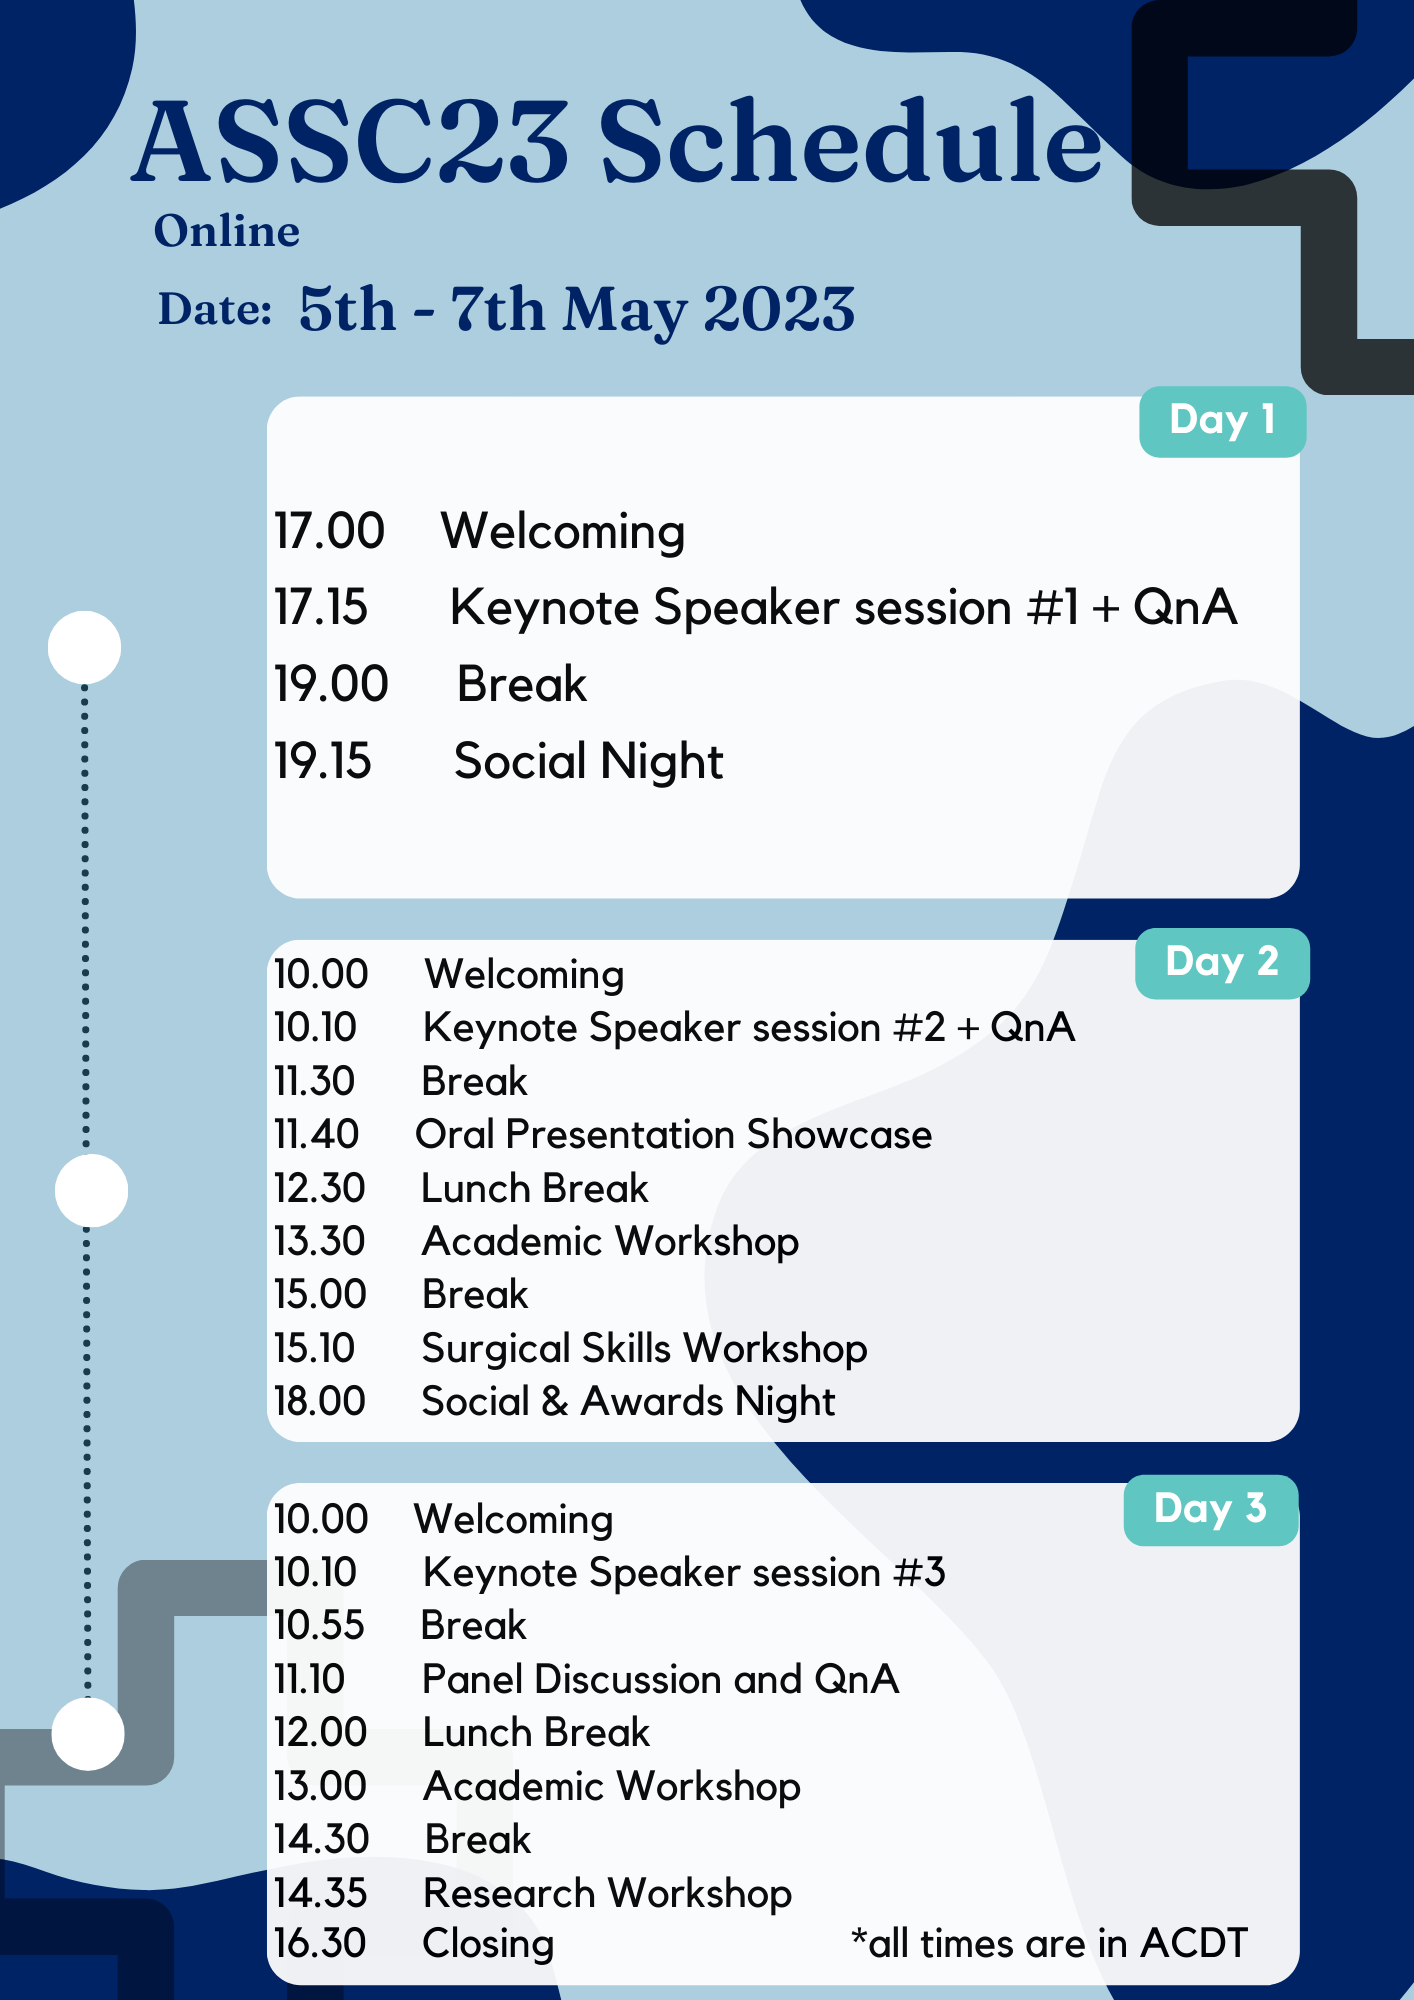 ASSC23 Schedule
Online
Date: 5th - 7th May 2023
Day 1
17.00 Welcoming
17.15 Keynote Speaker session #1 + QnA
19.00 Break
19.15 Social Night
Day 2
10.00 Welcoming
10.10 Keynote Speaker session #2 + QnA
11.30 Break
11.40 Oral Presentation Showcase
12.30 Lunch Break
13.30 Academic Workshop
15.00 Break
15.10 Surgical Skills Workshop
18.00 Social & Awards Night
Day 3
10.00 Welcoming
10.10 Keynote Speaker session #3
10.55 Break
11.10 Panel Discussion and QnA
12.00 Lunch Break
13.00 Academic Workshop
14.30 Break
14.35 Research Workshop
16.30 Closing *all times are in ACDT